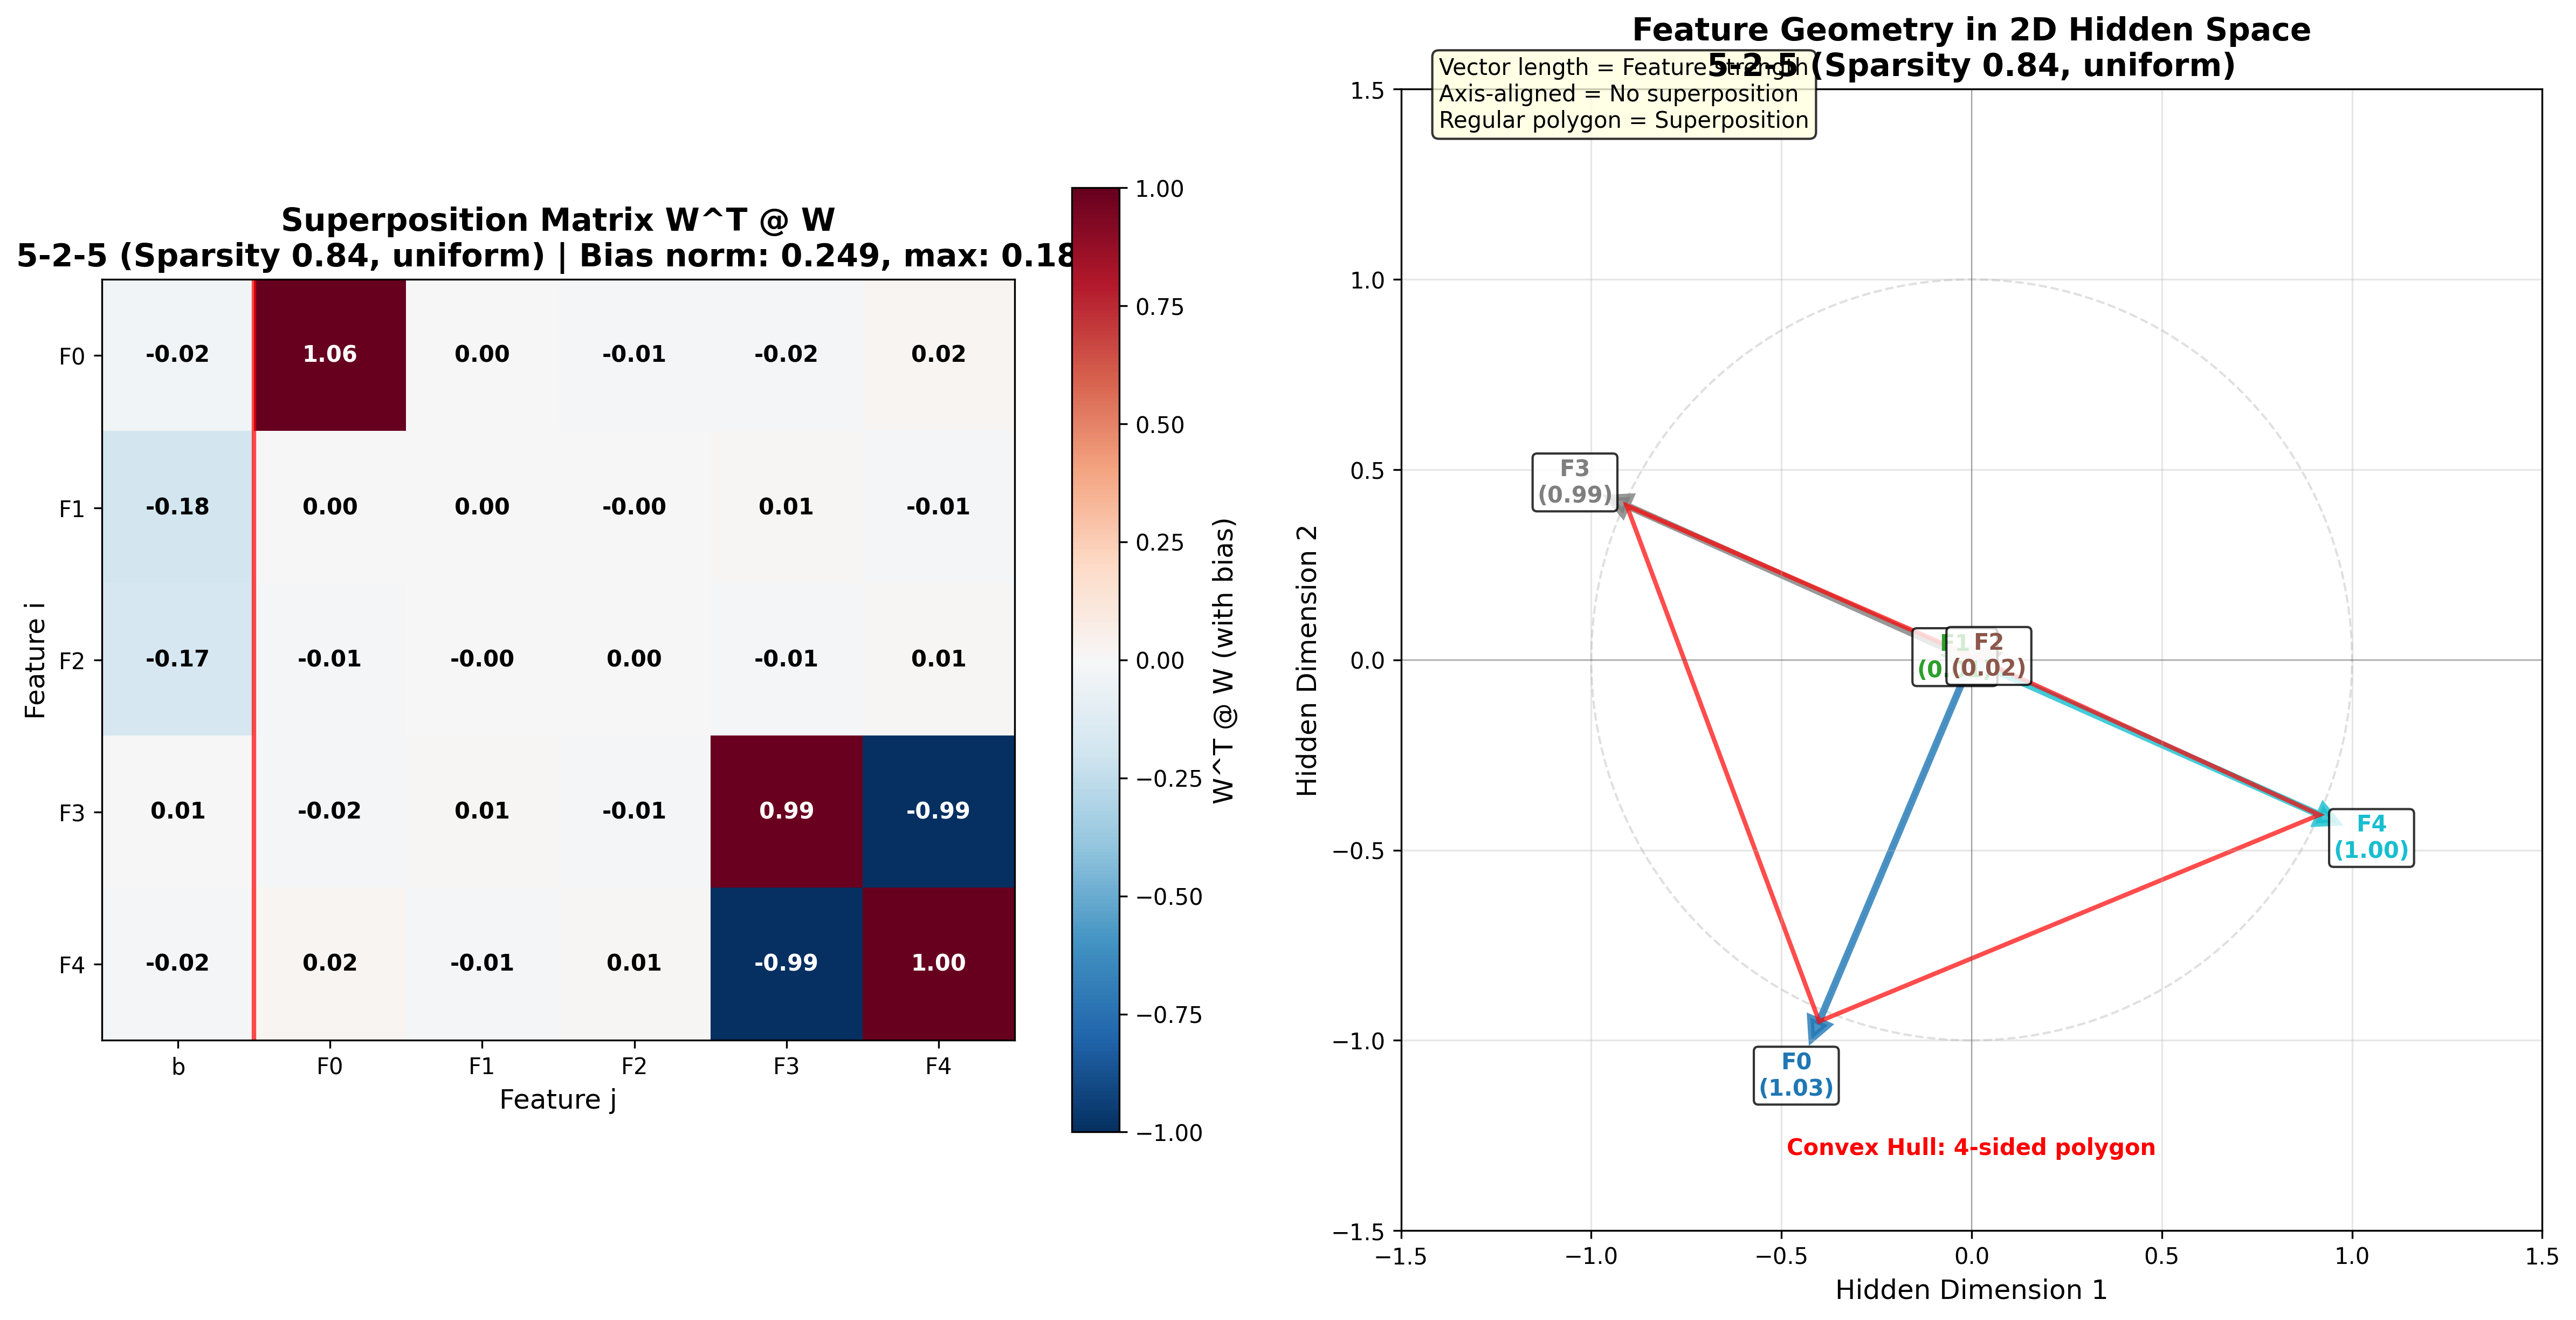 Superposition Matrix W^T @ W
5-2-5 (Sparsity 0.84, uniform) | Bias norm: 0.249, max: 0.18
F0 -0.02 1.06 0.00 -0.01 -0.02 0.02
F1 -0.18 0.00 0.00 -0.00 0.01 -0.01
F2 -0.17 -0.01 -0.00 0.00 -0.01 0.01
F3 0.01 -0.02 0.01 -0.01 0.99 -0.99
F4 -0.02 0.02 -0.01 0.01 -0.99 1.00
b F0 F1 F2 F3 F4
Feature j
Feature i
1.00
0.75
0.50
0.25
0.00
−0.25
−0.50
−0.75
−1.00
W^T @ W (with bias)
Feature Geometry in 2D Hidden Space
5-2-5 (Sparsity 0.84, uniform)
Vector length = Feature strength
Axis-aligned = No superposition
Regular polygon = Superposition
1.5
1.0
0.5
0.0
−0.5
−1.0
−1.5
Hidden Dimension 2
F3
(0.99)
F1
F2
(0.02)
F4
(1.00)
F0
(1.03)
Convex Hull: 4-sided polygon
−1.5 −1.0 −0.5 0.0 0.5 1.0 1.5
Hidden Dimension 1